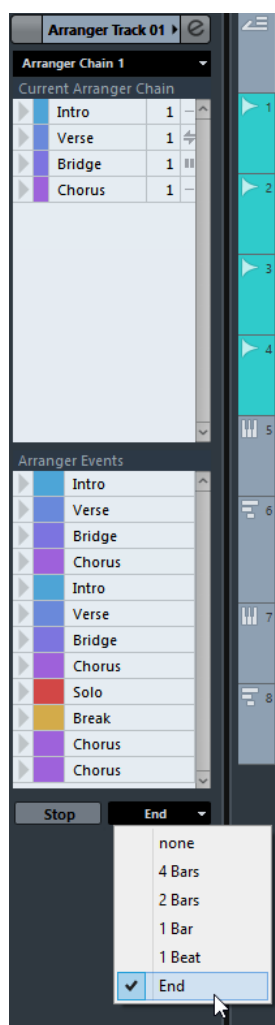 Arranger Track 01
Arranger Chain 1
Current Arranger Chain
Intro 1
Verse 1
Bridge 1
Chorus 1
Arranger Events
Intro
Verse
Bridge
Chorus
Intro
Verse
Bridge
Chorus
Solo
Break
Chorus
Chorus
Stop End
none
4 Bars
2 Bars
1 Bar
1 Beat
End
1
2
3
4
5
6
7
8